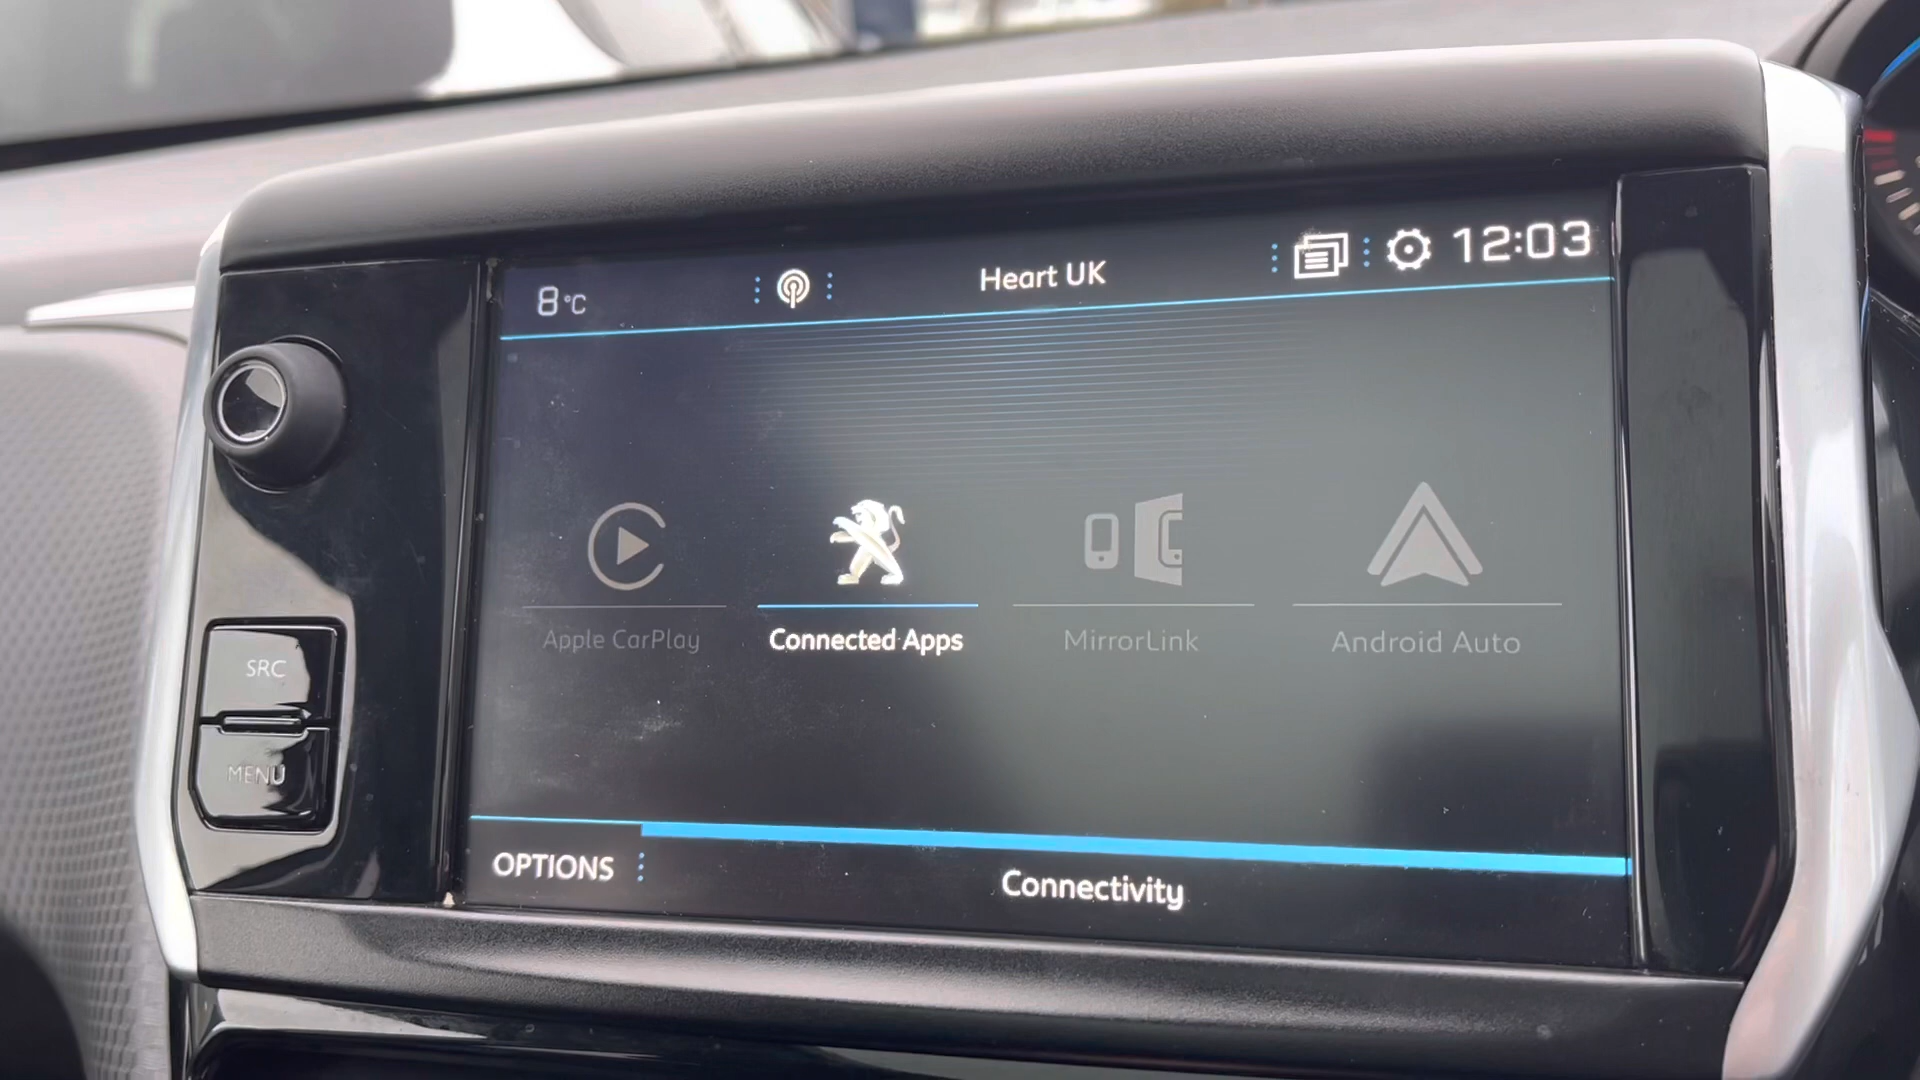 8°C
Heart UK
12:03
Apple CarPlay
Connected Apps
MirrorLink
Android Auto
SRC
MENU
OPTIONS
Connectivity